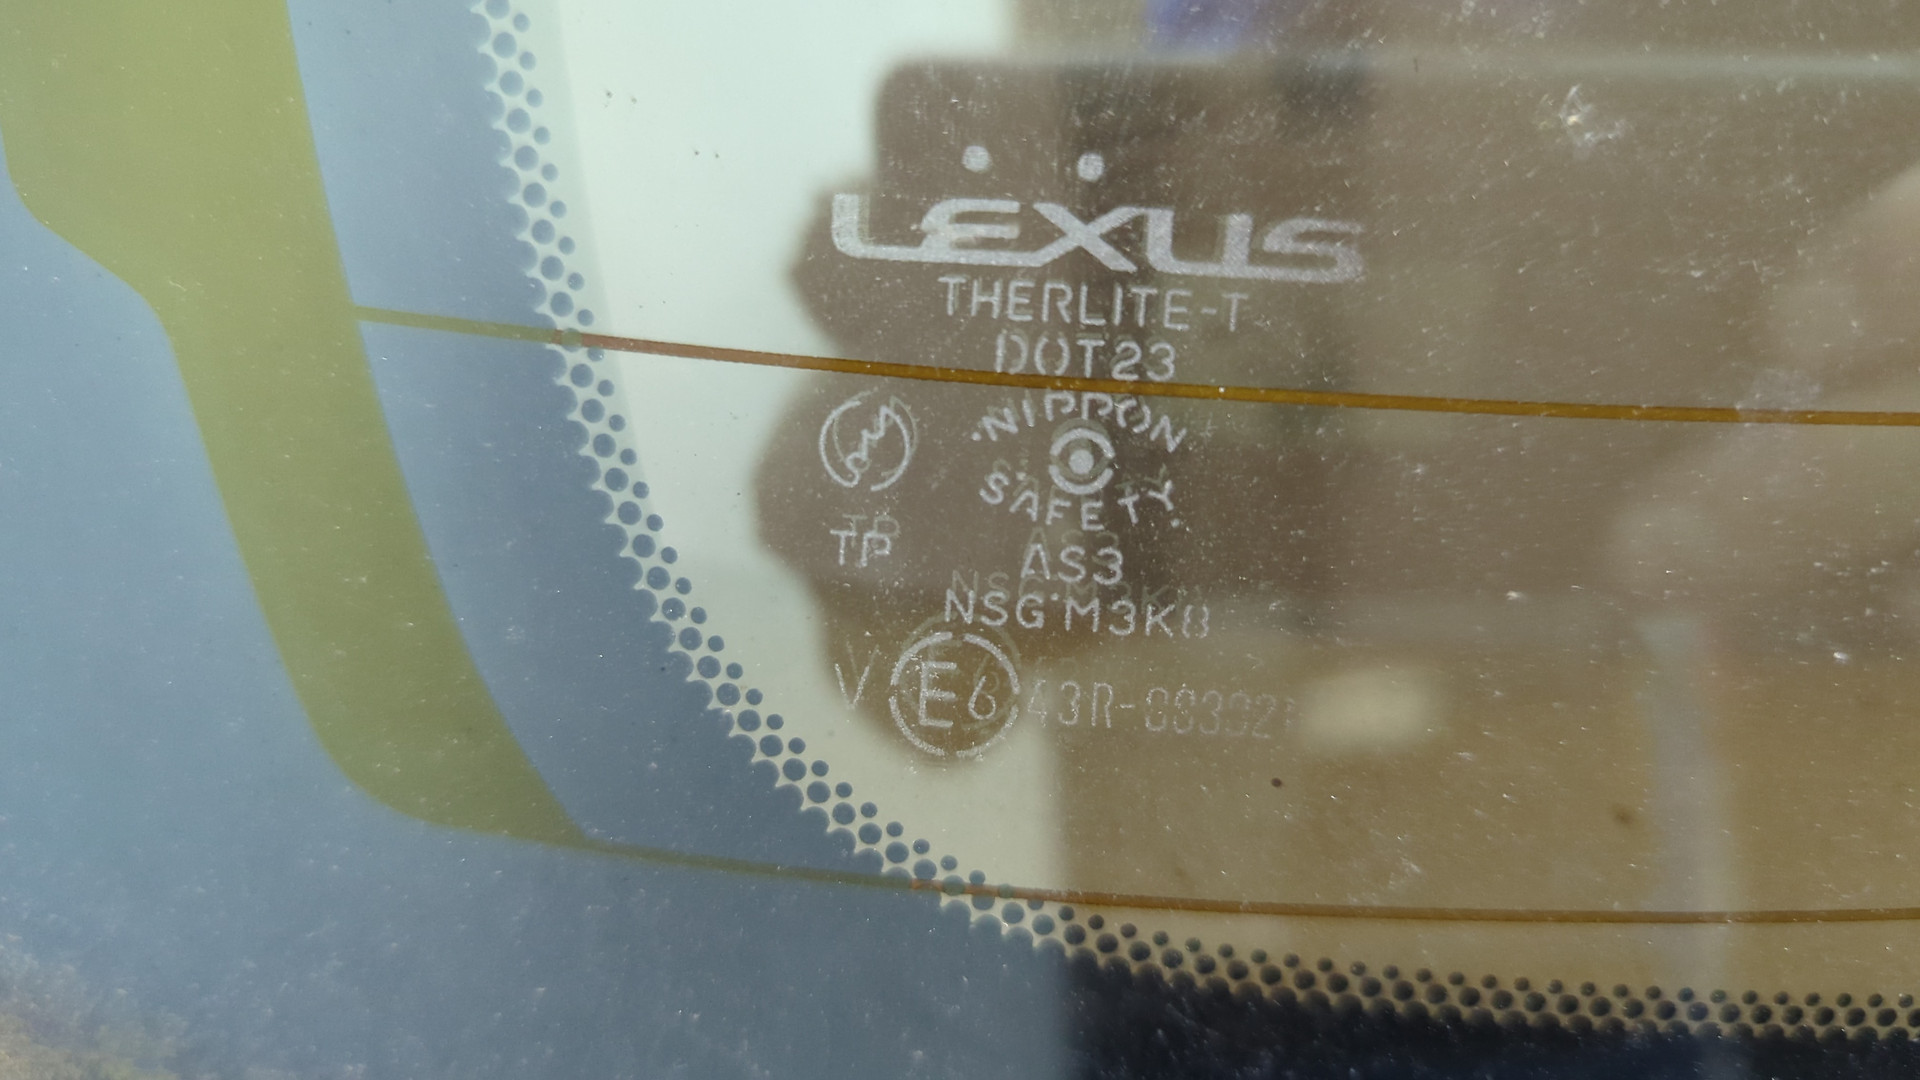 LEXUS
THERLITE-T
DOT23
NIPPON
SAFETY
TP
AS3
NSG M3K8
V E6